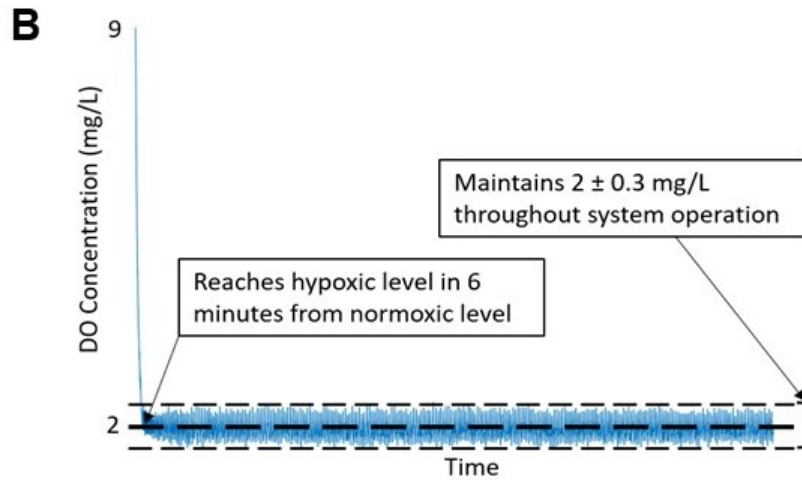 B
9
DO Concentration (mg/L)
Maintains 2 ± 0.3 mg/L
throughout system operation
Reaches hypoxic level in 6
minutes from normoxic level
2
Time